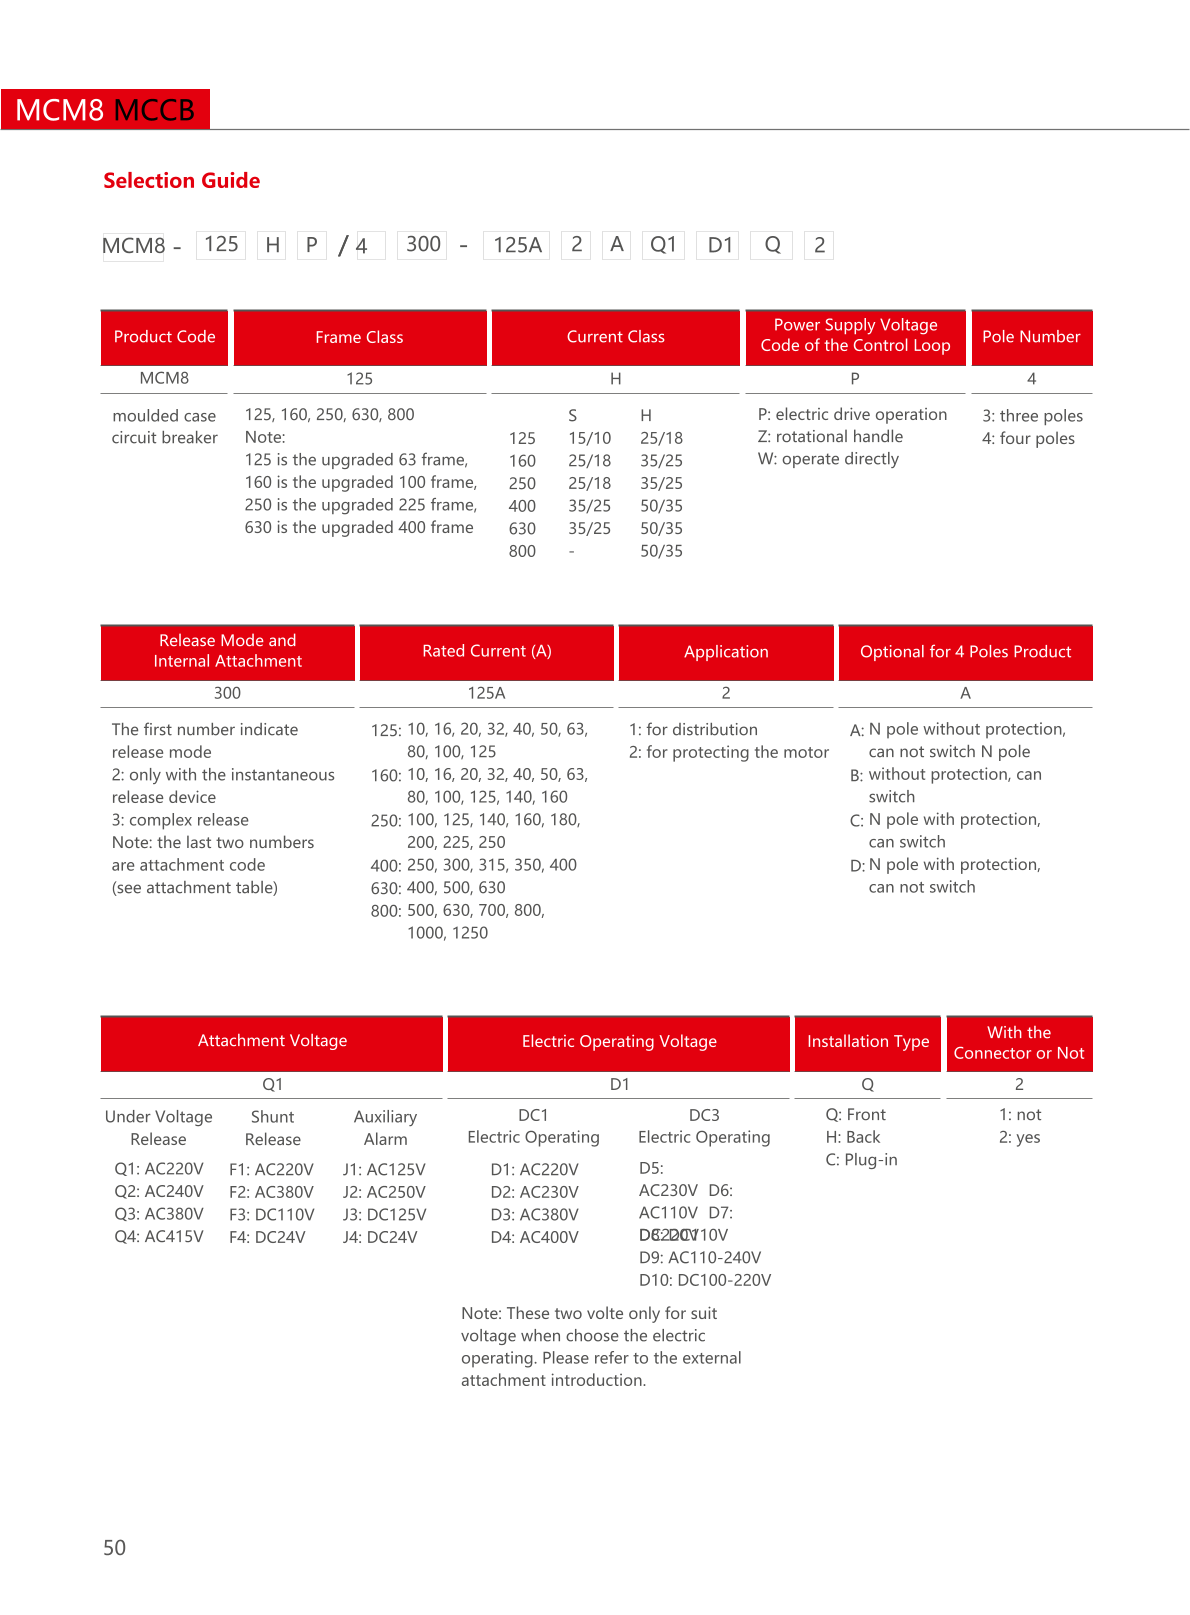 MCM8 MCCB
Selection Guide
MCM8 - 125 H P / 4 300 - 125A 2 A Q1 D1 Q 2
Product Code
MCM8
moulded case
circuit breaker
Frame Class
125
125, 160, 250, 630, 800
Note:
125 is the upgraded 63 frame,
160 is the upgraded 100 frame,
250 is the upgraded 225 frame,
630 is the upgraded 400 frame
Current Class
H
S H
125 15/10 25/18
160 25/18 35/25
250 25/18 35/25
400 35/25 50/35
630 35/25 50/35
800 - 50/35
Power Supply Voltage
Code of the Control Loop
P
P: electric drive operation
Z: rotational handle
W: operate directly
Pole Number
4
3: three poles
4: four poles
Release Mode and
Internal Attachment
300
The first number indicate
release mode
2: only with the instantaneous
release device
3: complex release
Note: the last two numbers
are attachment code
(see attachment table)
Rated Current (A)
125A
125: 10, 16, 20, 32, 40, 50, 63,
80, 100, 125
160: 10, 16, 20, 32, 40, 50, 63,
80, 100, 125, 140, 160
250: 100, 125, 140, 160, 180,
200, 225, 250
400: 250, 300, 315, 350, 400
630: 400, 500, 630
800: 500, 630, 700, 800,
1000, 1250
Application
2
1: for distribution
2: for protecting the motor
Optional for 4 Poles Product
A
A: N pole without protection,
can not switch N pole
B: without protection, can
switch
C: N pole with protection,
can switch
D: N pole with protection,
can not switch
Attachment Voltage
Q1
Under Voltage
Release
Q1: AC220V
Q2: AC240V
Q3: AC380V
Q4: AC415V
Shunt
Release
F1: AC220V
F2: AC380V
F3: DC110V
F4: DC24V
Auxiliary
Alarm
J1: AC125V
J2: AC250V
J3: DC125V
J4: DC24V
Electric Operating Voltage
D1
DC1
Electric Operating
D1: AC220V
D2: AC230V
D3: AC380V
D4: AC400V
DC3
Electric Operating
D5:
AC230V D6:
AC110V D7:
D9: AC110-240V
D10: DC100-220V
Note: These two volte only for suit
voltage when choose the electric
operating. Please refer to the external
attachment introduction.
Installation Type
Q
Q: Front
H: Back
C: Plug-in
With the
Connector or Not
2
1: not
2: yes
50